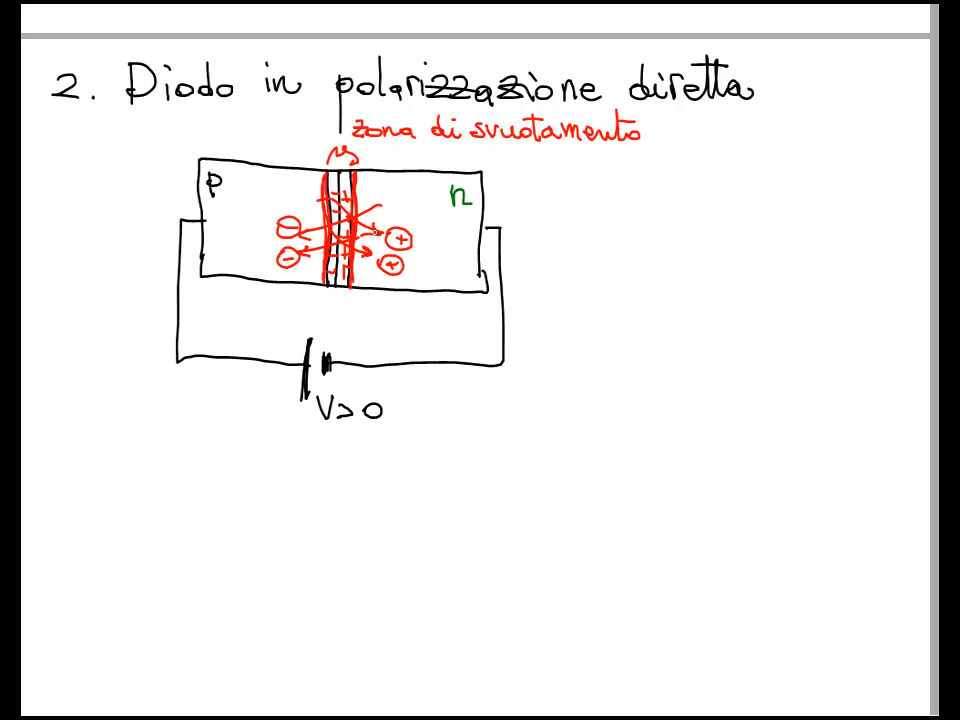 2. Diodo in polarizzazione diretta
zona di svuotamento
p
n
- +
- +
V>0